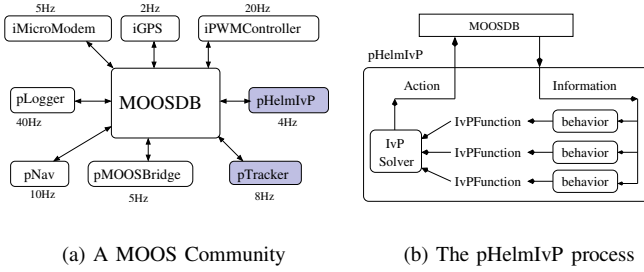 5Hz
2Hz
20Hz
iMicroModem
iGPS
iPWMController
pLogger
40Hz
MOOSDB
pHelmIvP
4Hz
pNav
10Hz
pMOOSBridge
5Hz
pTracker
8Hz
(a) A MOOS Community
MOOSDB
pHelmIvP
Action
Information
IvPFunction
behavior
IvP
Solver
IvPFunction
behavior
IvPFunction
behavior
(b) The pHelmIvP process